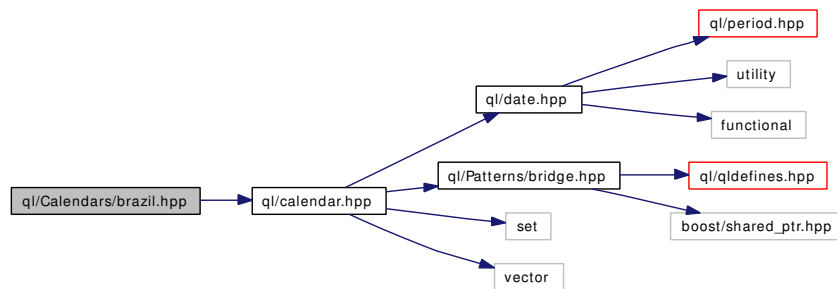 ql/period.hpp
utility
ql/date.hpp
functional
ql/Patterns/bridge.hpp
ql/qldefines.hpp
ql/Calendars/brazil.hpp
ql/calendar.hpp
set
boost/shared_ptr.hpp
vector